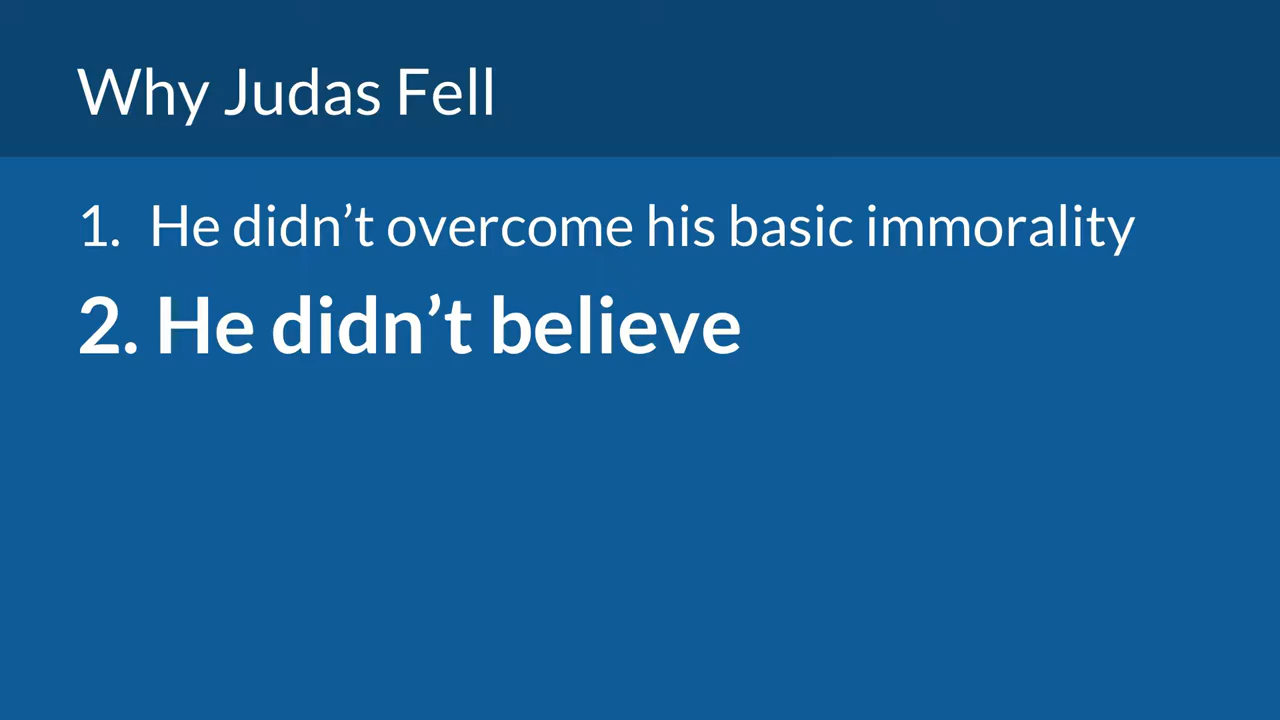 Why Judas Fell
1. He didn’t overcome his basic immorality
2. He didn’t believe